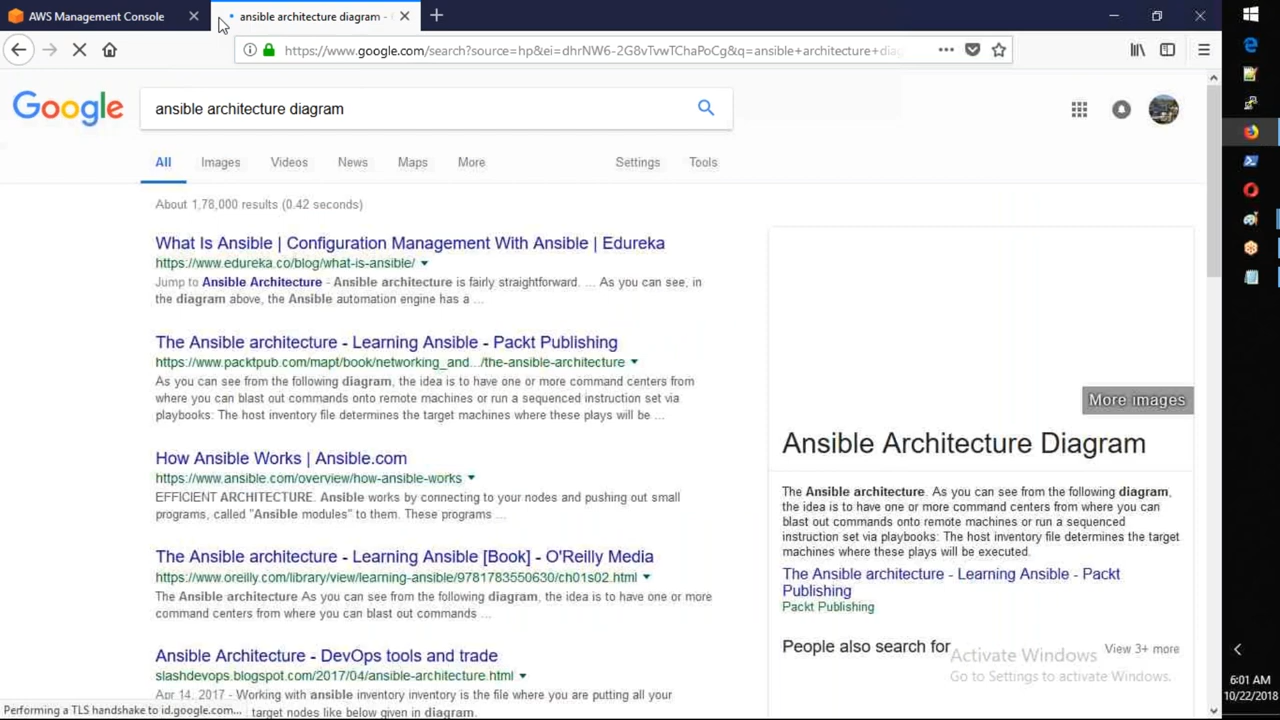 AWS Management Console
ansible architecture diagram -
https://www.google.com/search?source=hp&ei=dhrNW6-2G8vTvwTChaPoCg&q=ansible+architecture+dia
Google
ansible architecture diagram
All Images Videos News Maps More Settings Tools
About 1,78,000 results (0.42 seconds)
What Is Ansible | Configuration Management With Ansible | Edureka
https://www.edureka.co/blog/what-is-ansible/
Jump to Ansible Architecture - Ansible architecture is fairly straightforward. ... As you can see, in
the diagram above, the Ansible automation engine has a ...
The Ansible architecture - Learning Ansible - Packt Publishing
https://www.packtpub.com/mapt/book/networking_and.../the-ansible-architecture
As you can see from the following diagram, the idea is to have one or more command centers from
where you can blast out commands onto remote machines or run a sequenced instruction set via
playbooks: The host inventory file determines the target machines where these plays will be ...
How Ansible Works | Ansible.com
https://www.ansible.com/overview/how-ansible-works
EFFICIENT ARCHITECTURE. Ansible works by connecting to your nodes and pushing out small
programs, called "Ansible modules" to them. These programs ...
The Ansible architecture - Learning Ansible [Book] - O'Reilly Media
https://www.oreilly.com/library/view/learning-ansible/9781783550630/ch01s02.html
The Ansible architecture As you can see from the following diagram, the idea is to have one or more
command centers from where you can blast out commands ...
Ansible Architecture - DevOps tools and trade
slashdevops.blogspot.com/2017/04/ansible-architecture.html
Apr 14, 2017 - Working with ansible inventory inventory is the file where you are putting all your
target nodes like below given in diagram.
Performing a TLS handshake to id.google.com...
More images
Ansible Architecture Diagram
The Ansible architecture. As you can see from the following diagram,
the idea is to have one or more command centers from where you can
blast out commands onto remote machines or run a sequenced
instruction set via playbooks: The host inventory file determines the target
machines where these plays will be executed.
The Ansible architecture - Learning Ansible - Packt
Publishing
Packt Publishing
People also search for
View 3+ more
Activate Windows
Go to Settings to activate Windows.
6:01 AM
10/22/2018